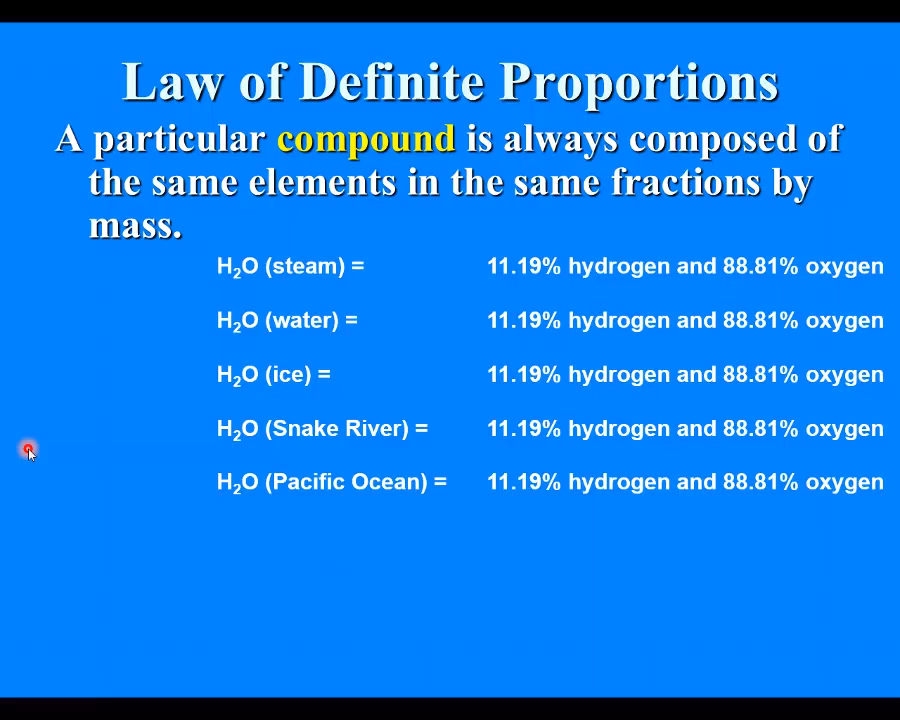 Law of Definite Proportions
A particular compound is always composed of
the same elements in the same fractions by
mass.
H₂O (steam) = 11.19% hydrogen and 88.81% oxygen
H₂O (water) = 11.19% hydrogen and 88.81% oxygen
H₂O (ice) = 11.19% hydrogen and 88.81% oxygen
H₂O (Snake River) = 11.19% hydrogen and 88.81% oxygen
H₂O (Pacific Ocean) = 11.19% hydrogen and 88.81% oxygen